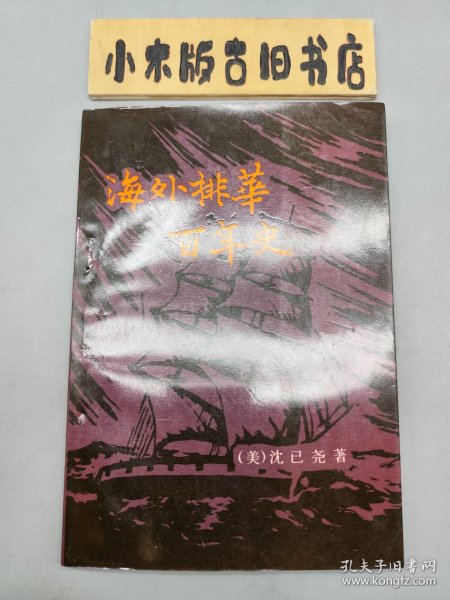 小米版古旧书店
海外排華
百年史
(美)沈已尧著
孔夫子旧书网
www.kongfz.com